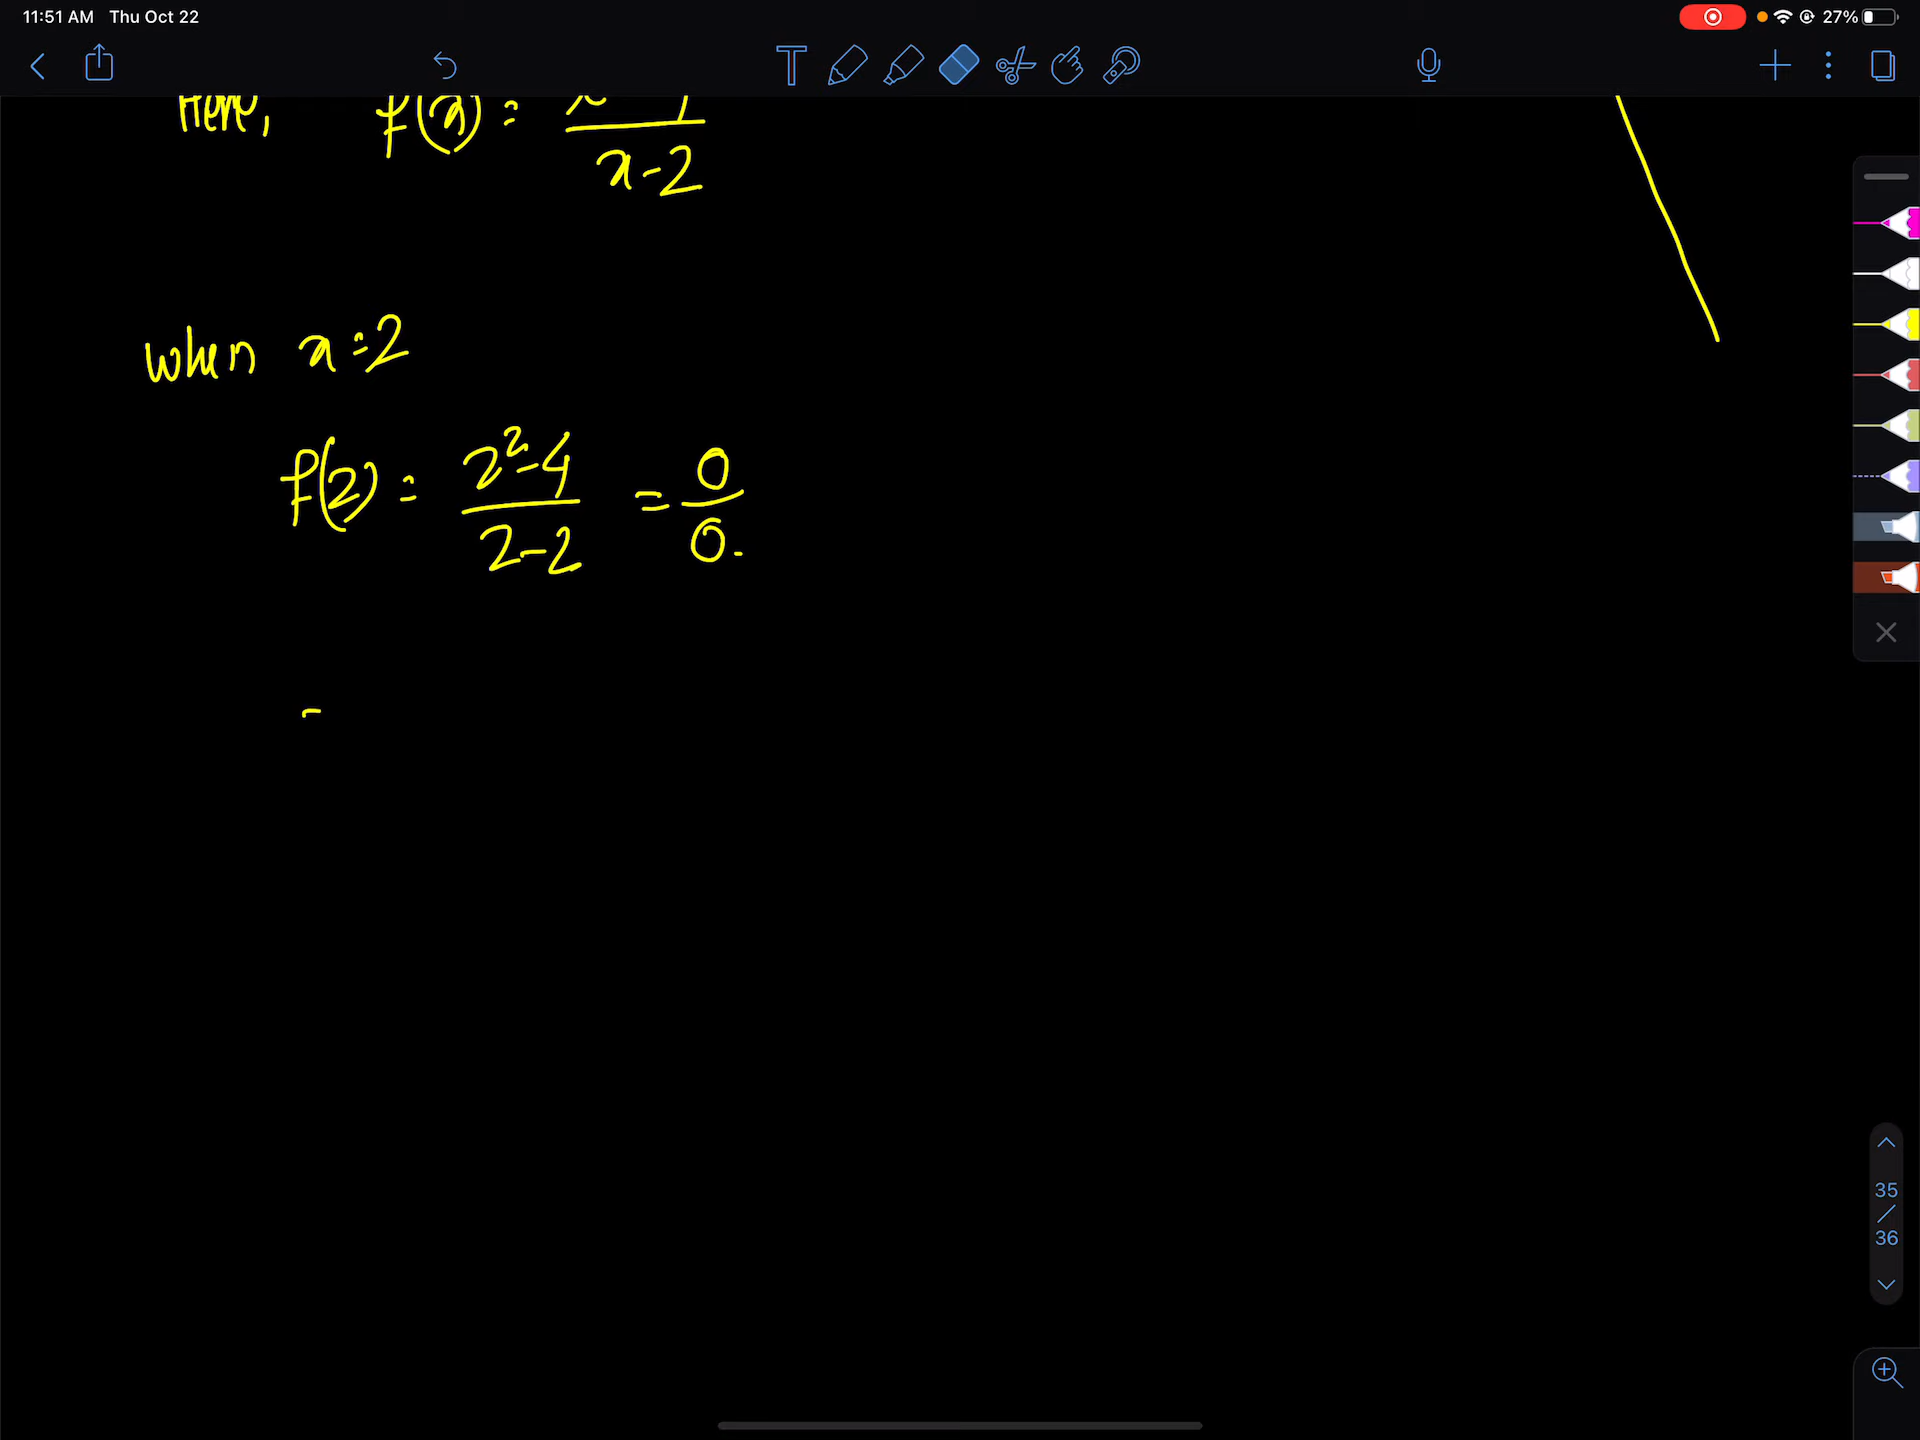 11:51 AM Thu Oct 22 27%
Here, f(x) = 
x-2
when x=2
f(2) = 2²-4 / 2-2 = 0 / 0.
35
/
36